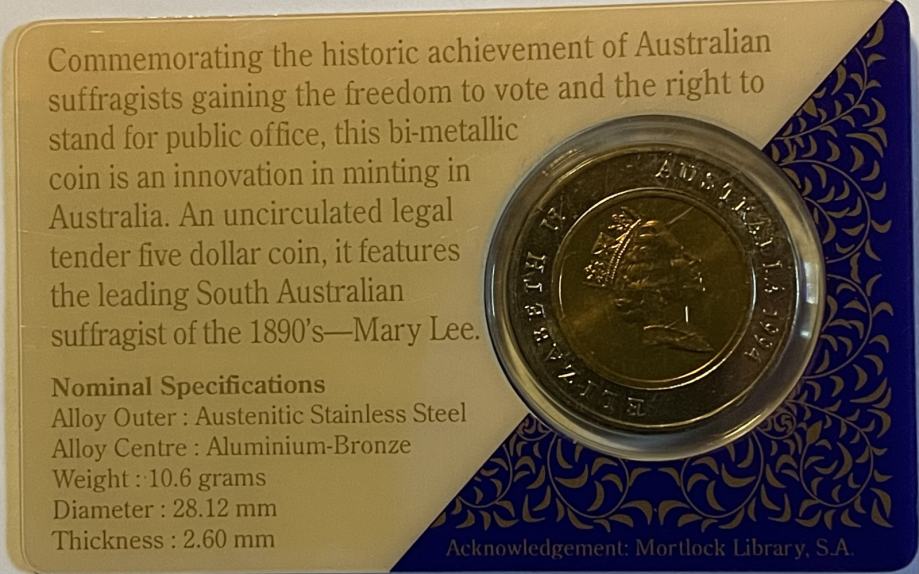 Commemorating the historic achievement of Australian
suffragists gaining the freedom to vote and the right to
stand for public office, this bi-metallic
coin is an innovation in minting in
Australia. An uncirculated legal
tender five dollar coin, it features
the leading South Australian
suffragist of the 1890's—Mary Lee.
Nominal Specifications
Alloy Outer : Austenitic Stainless Steel
Alloy Centre : Aluminium-Bronze
Weight : 10.6 grams
Diameter : 28.12 mm
Thickness : 2.60 mm
ELIZABETH II AUSTRALIA 1994
Acknowledgement: Mortlock Library, S.A.